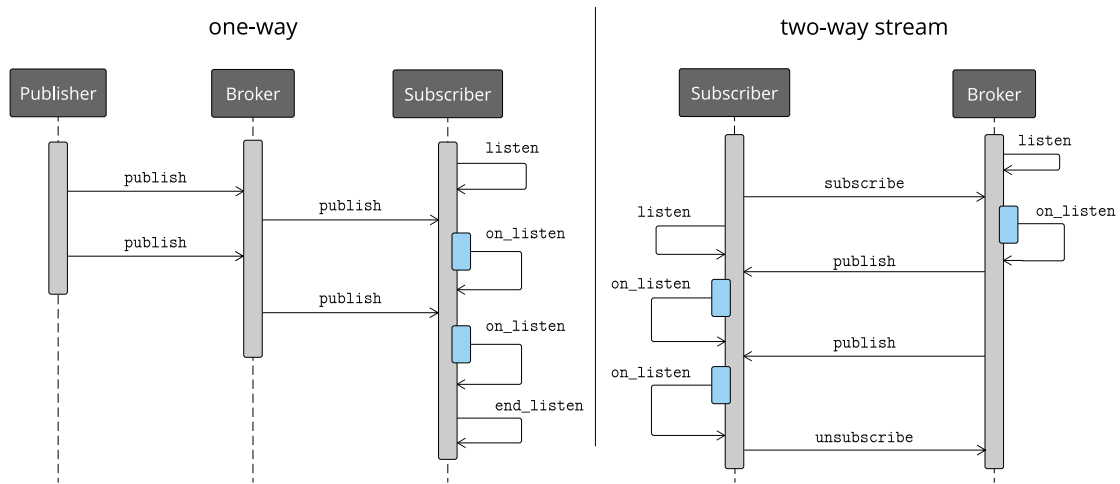 one-way
two-way stream
Publisher
Broker
Subscriber
listen
publish
publish
on_listen
publish
publish
on_listen
end_listen
Subscriber
Broker
listen
subscribe
listen
on_listen
publish
on_listen
publish
on_listen
unsubscribe